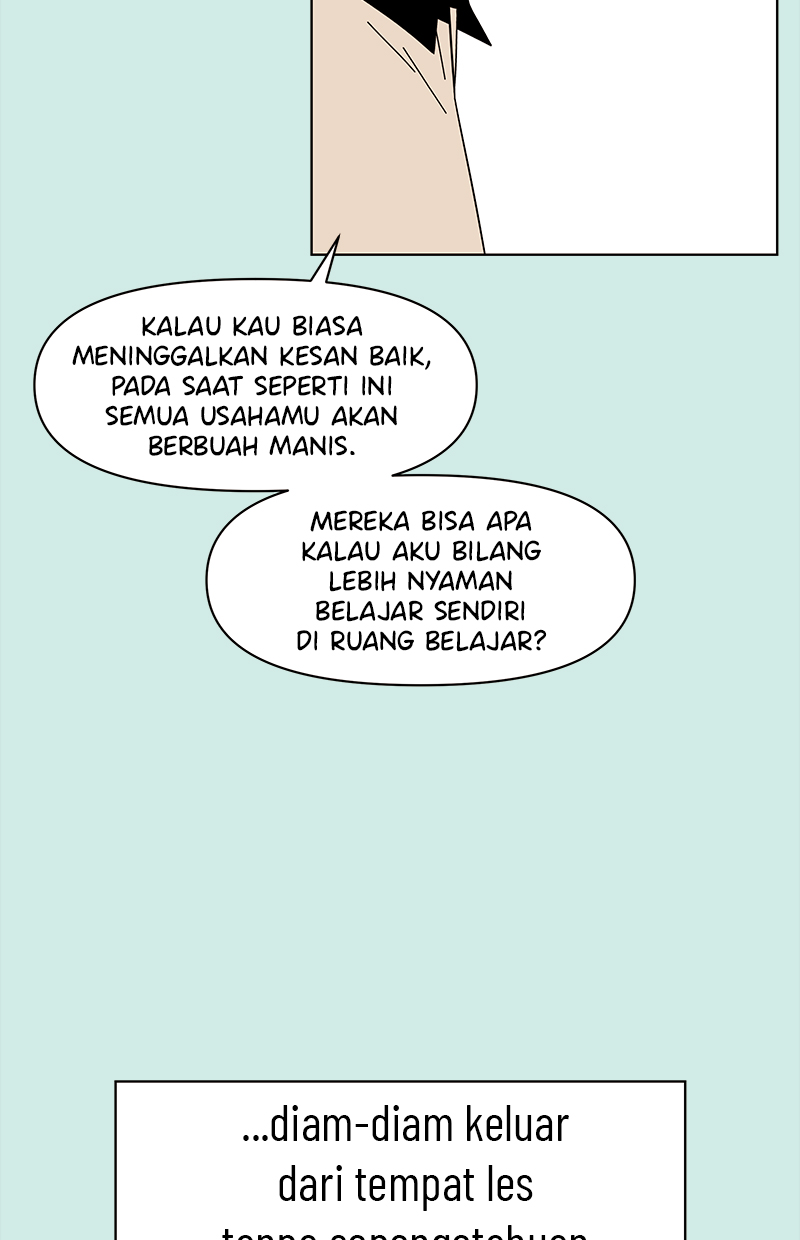 KALAU KAU BIASA
MENINGGALKAN KESAN BAIK,
PADA SAAT SEPERTI INI
SEMUA USAHAMU AKAN
BERBUAH MANIS.
MEREKA BISA APA
KALAU AKU BILANG
LEBIH NYAMAN
BELAJAR SENDIRI
DI RUANG BELAJAR?
...diam-diam keluar
dari tempat les